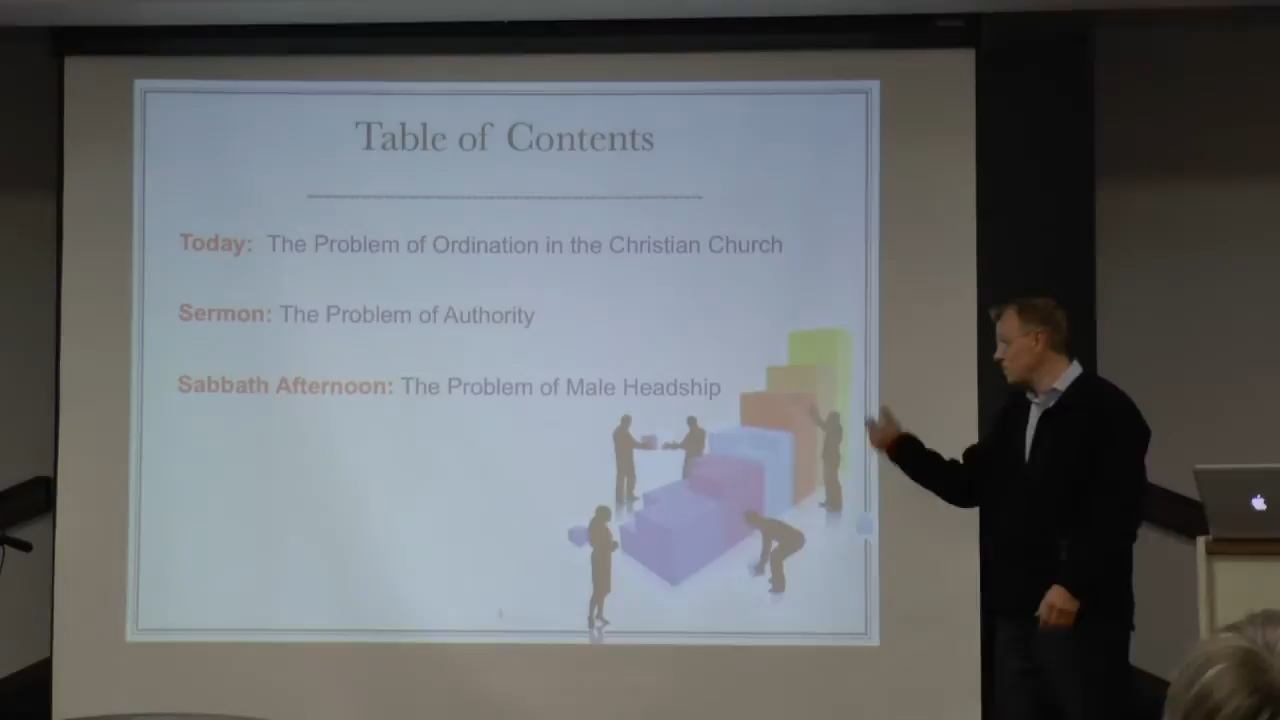 Table of Contents
Today: The Problem of Ordination in the Christian Church
Sermon: The Problem of Authority
Sabbath Afternoon: The Problem of Male Headship